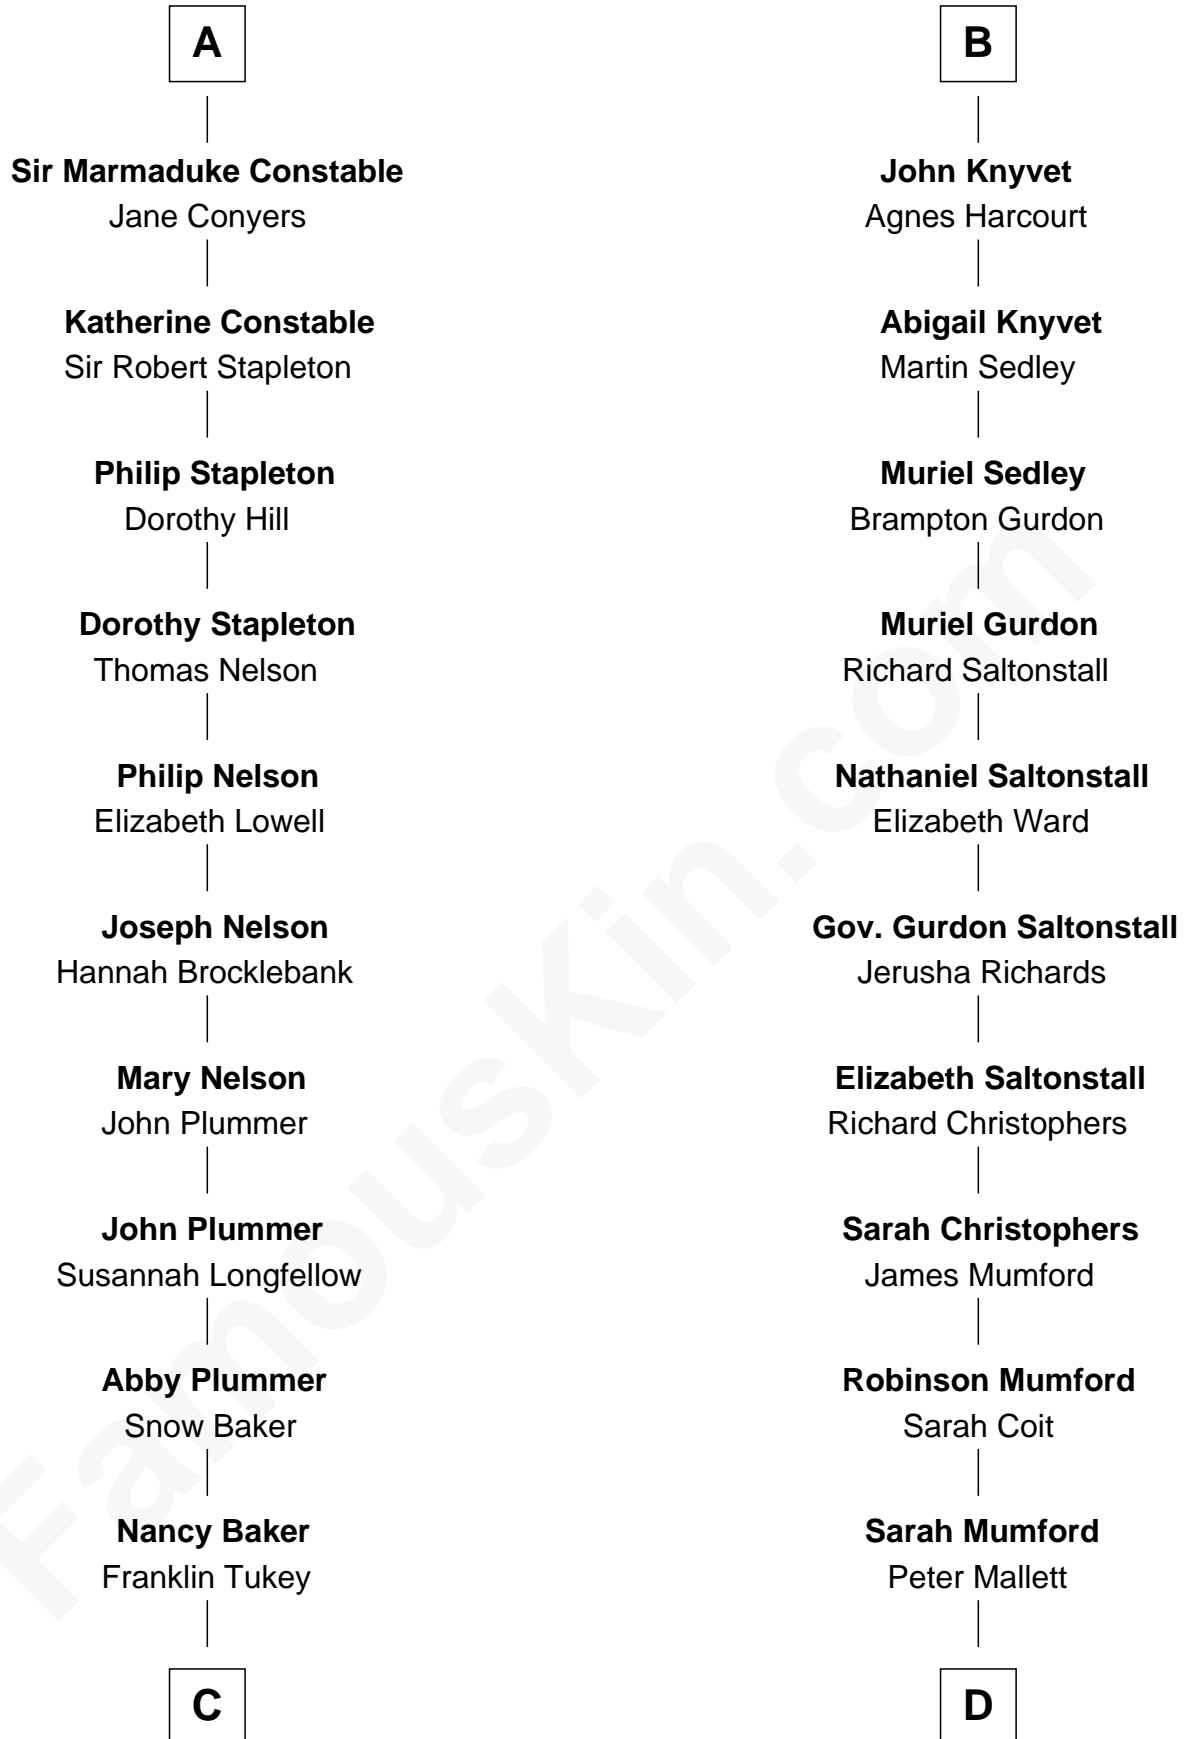 A
Sir Marmaduke Constable
Jane Conyers
Katherine Constable
Sir Robert Stapleton
Philip Stapleton
Dorothy Hill
Dorothy Stapleton
Thomas Nelson
Philip Nelson
Elizabeth Lowell
Joseph Nelson
Hannah Brocklebank
Mary Nelson
John Plummer
John Plummer
Susannah Longfellow
Abby Plummer
Snow Baker
Nancy Baker
Franklin Tukey
C
B
John Knyvet
Agnes Harcourt
Abigail Knyvet
Martin Sedley
Muriel Sedley
Brampton Gurdon
Muriel Gurdon
Richard Saltonstall
Nathaniel Saltonstall
Elizabeth Ward
Gov. Gurdon Saltonstall
Jerusha Richards
Elizabeth Saltonstall
Richard Christophers
Sarah Christophers
James Mumford
Robinson Mumford
Sarah Coit
Sarah Mumford
Peter Mallett
D
FamousKin.com